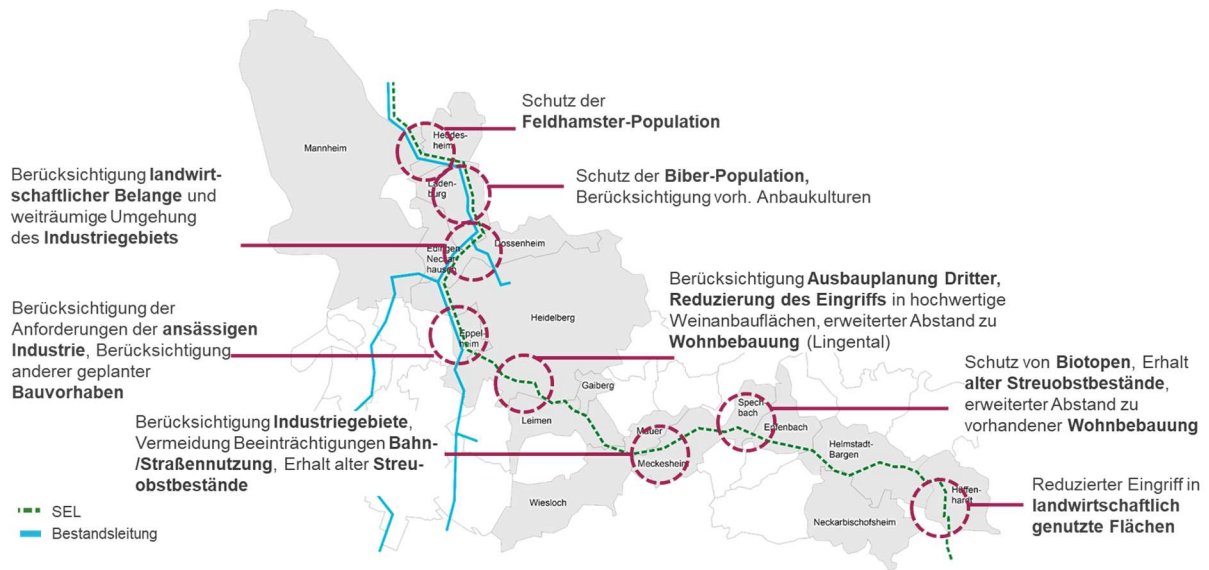 Schutz der
Feldhamster-Population
Mannheim
Heddes-
heim
Berücksichtigung landwirt-
schaftlicher Belange und
weiträumige Umgehung
des Industriegebiets
Laden-
burg
Schutz der Biber-Population,
Berücksichtigung vorh. Anbaukulturen
Edingen
Neckar
hausen
Dossenheim
Berücksichtigung Ausbauplanung Dritter,
Reduzierung des Eingriffs in hochwertige
Weinanbauflächen, erweiterter Abstand zu
Wohnbebauung (Lingental)
Berücksichtigung der
Anforderungen der ansässigen
Industrie, Berücksichtigung
anderer geplanter
Bauvorhaben
Heidelberg
Eppel-
heim
Schutz von Biotopen, Erhalt
alter Streuobstbestände,
erweiterter Abstand zu
vorhandener Wohnbebauung
Gaiberg
Leimen
Berücksichtigung Industriegebiete,
Vermeidung Beeinträchtigungen Bahn-
/Straßennutzung, Erhalt alter Streu-
obstbestände
Mauer
Meckesheim
Spech
bach
Epfenbach
Helmstadt-
Bargen
Wiesloch
Neckarbischofsheim
Hüffen-
hardt
Reduzierter Eingriff in
landwirtschaftlich
genutzte Flächen
SEL
Bestandsleitung